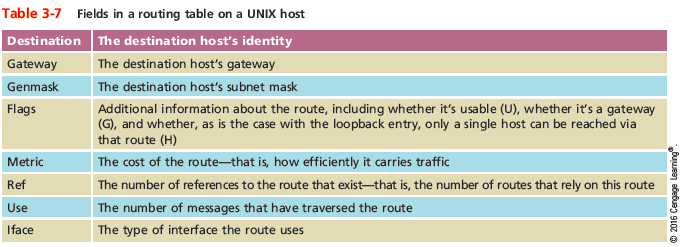 Table 3-7 Fields in a routing table on a UNIX host
Destination The destination host's identity
Gateway The destination host's gateway
Genmask The destination host's subnet mask
Flags Additional information about the route, including whether it's usable (U), whether it's a gateway
(G), and whether, as is the case with the loopback entry, only a single host can be reached via
that route (H)
Metric The cost of the route—that is, how efficiently it carries traffic
Ref The number of references to the route that exist—that is, the number of routes that rely on this route
Use The number of messages that have traversed the route
Iface The type of interface the route uses
© 2016 Cengage Learning®.